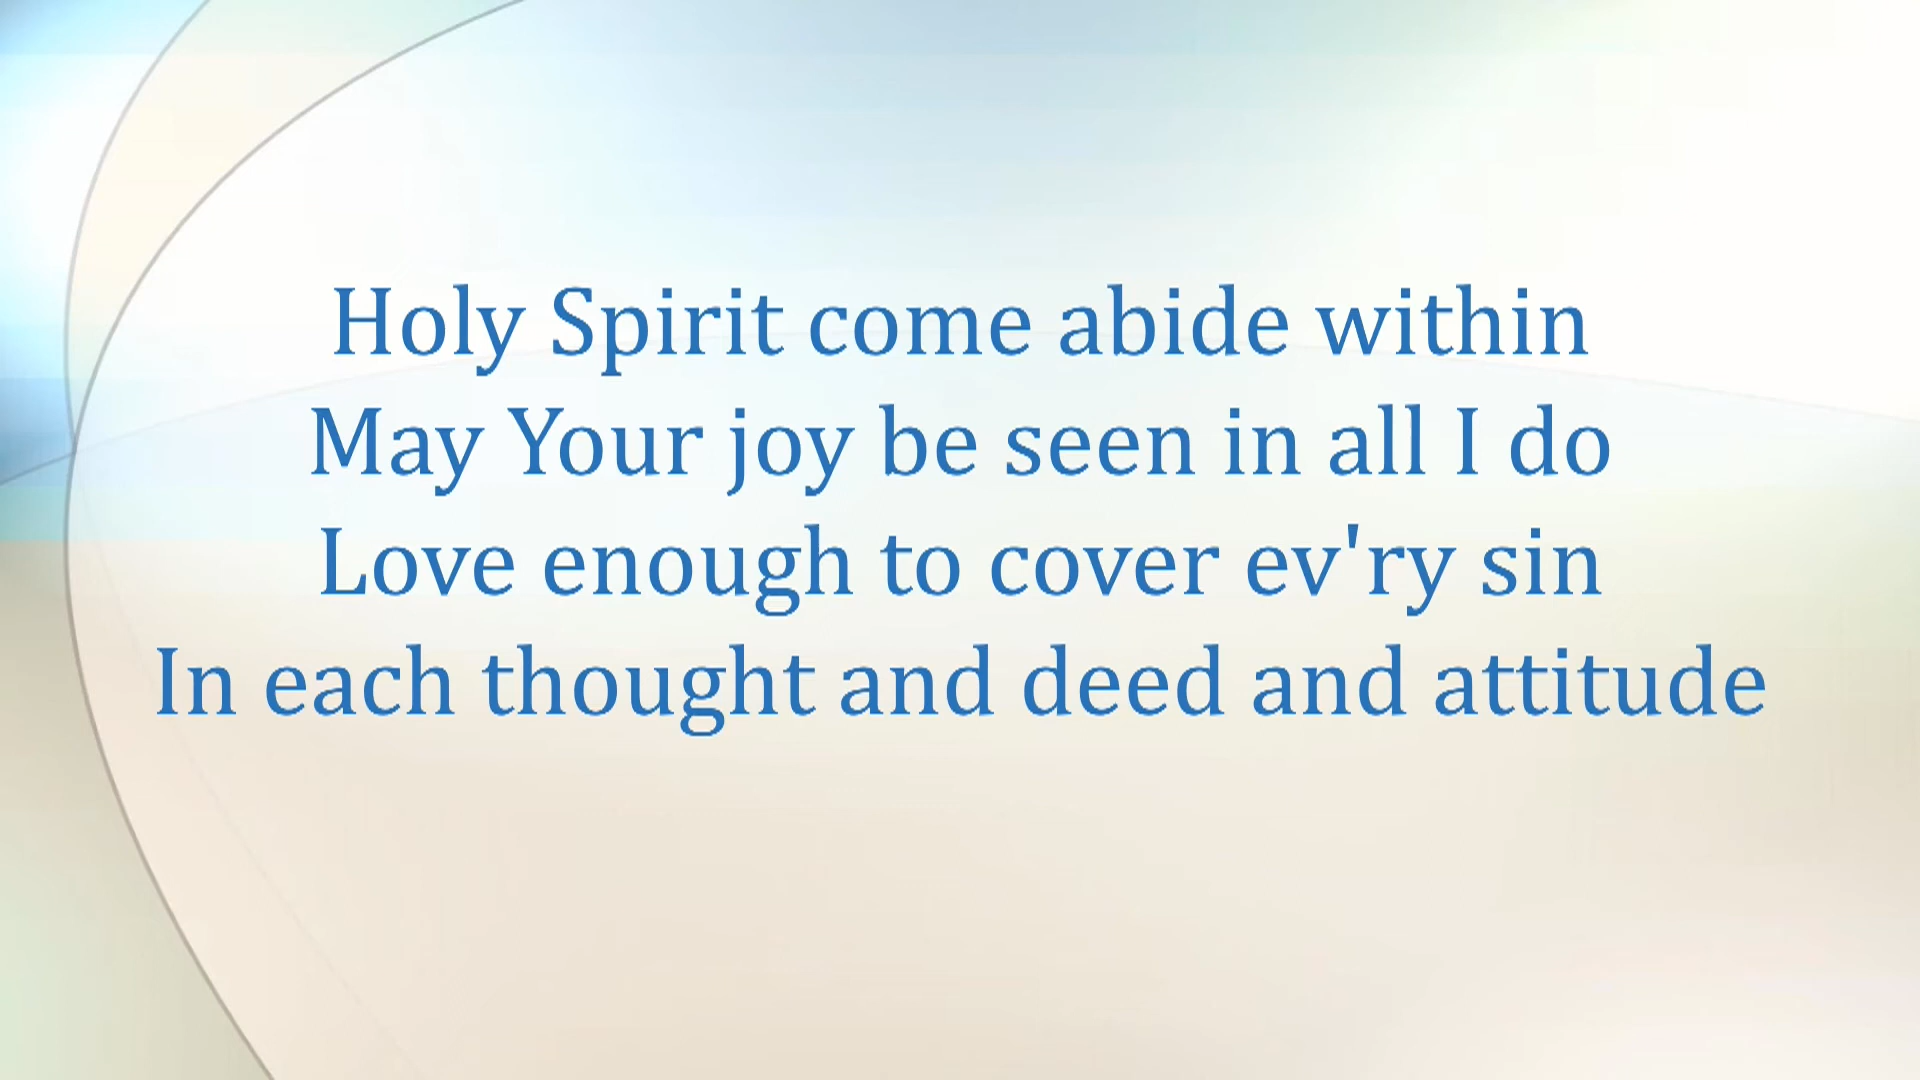 Holy Spirit come abide within
May Your joy be seen in all I do
Love enough to cover ev'ry sin
In each thought and deed and attitude